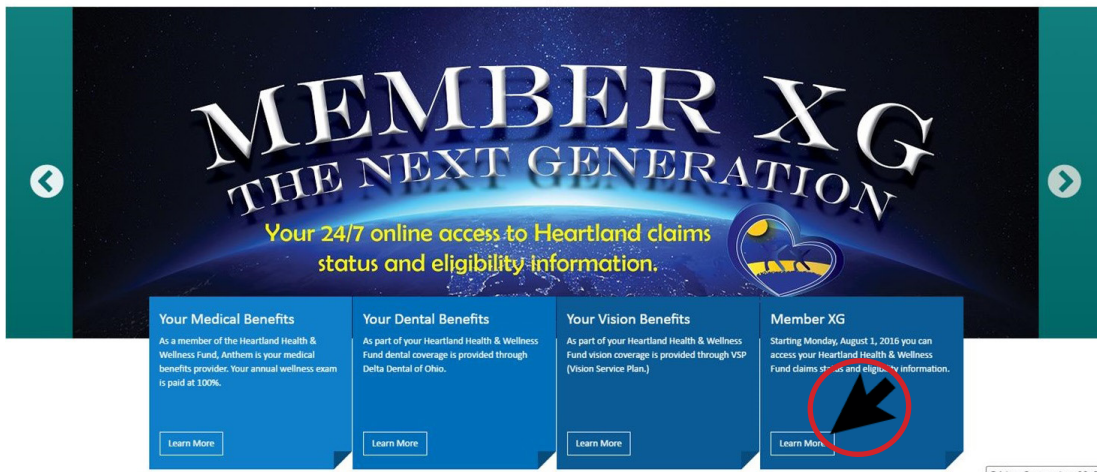 MEMBER XG
THE NEXT GENERATION
Your 24/7 online access to Heartland claims
status and eligibility information.
Your Medical Benefits
As a member of the Heartland Health &
Wellness Fund, Anthem is your medical
benefits provider. Your annual wellness exam
is paid at 100%.
Learn More
Your Dental Benefits
As part of your Heartland Health & Wellness
Fund dental coverage is provided through
Delta Dental of Ohio.
Learn More
Your Vision Benefits
As part of your Heartland Health & Wellness
Fund vision coverage is provided through VSP
(Vision Service Plan.)
Learn More
Member XG
Starting Monday, August 1, 2016 you can
access your Heartland Health & Wellness
Fund claims status and eligibility information.
Learn More